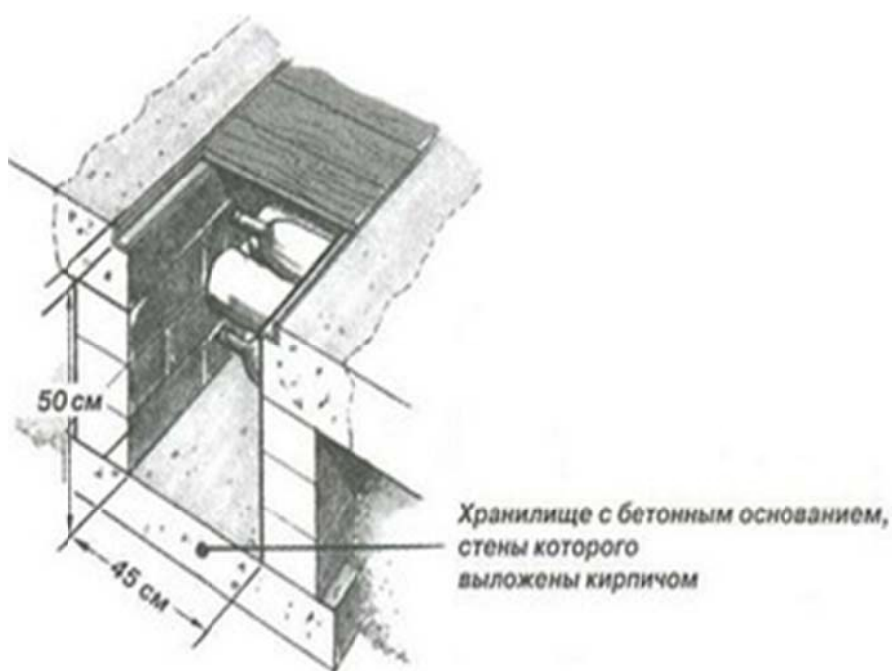 50 см
45 см
Хранилище с бетонным основанием,
стены которого
выложены кирпичом